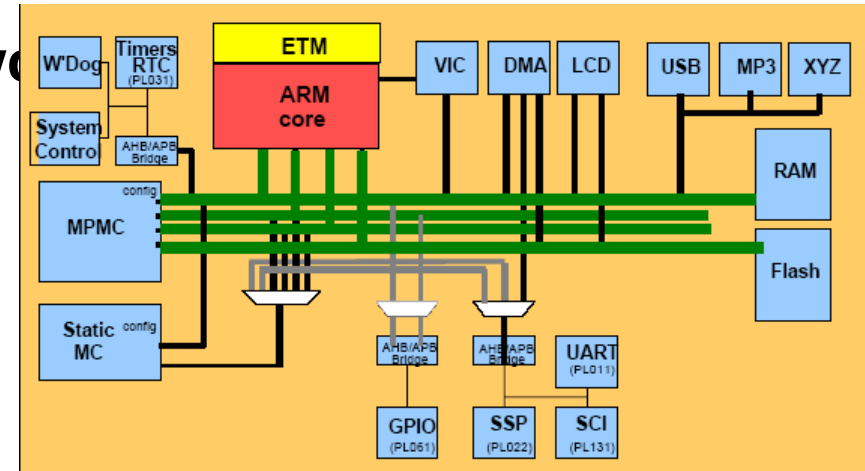 W'Dog
Timers
RTC
(PL031)
System
Control
AHB/APB
Bridge
ETM
ARM
core
VIC
DMA
LCD
USB
MP3
XYZ
RAM
Flash
config
MPMC
Static config
MC
AHB/APB
Bridge
GPIO
(PL061)
AHB/APB
Bridge
SSP
(PL022)
UART
(PL011)
SCI
(PL131)